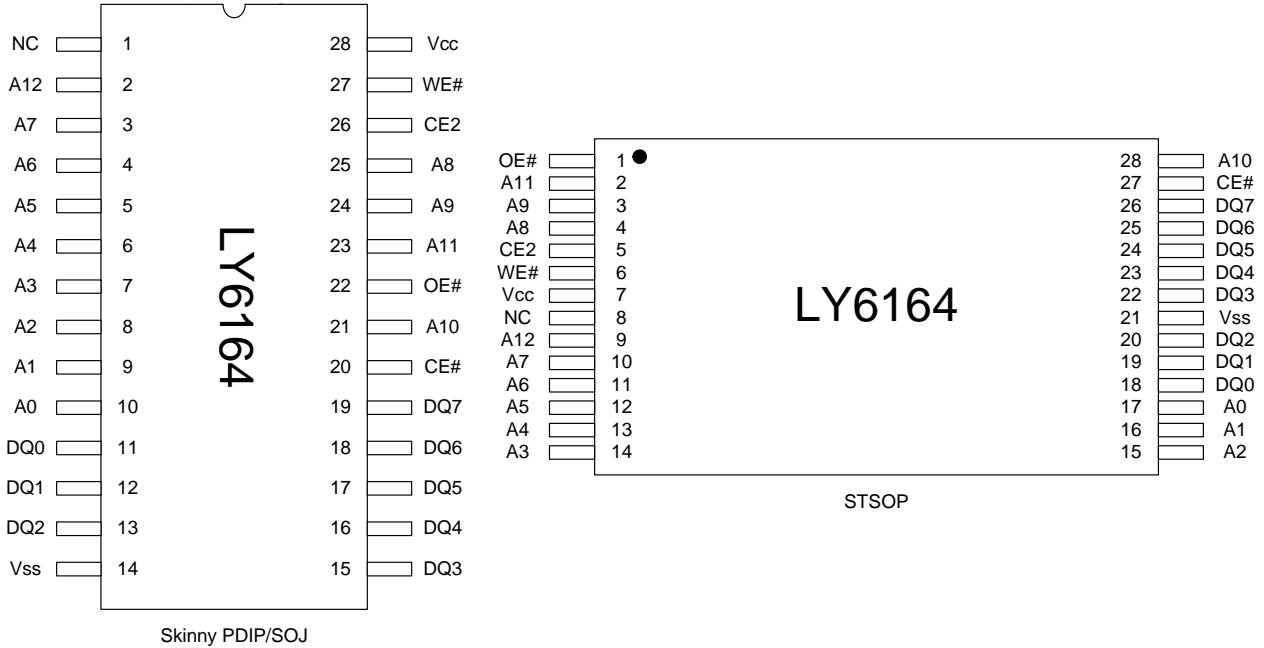 NC 1 28 Vcc
A12 2 27 WE#
A7 3 26 CE2
A6 4 25 A8
A5 5 24 A9
A4 6 23 A11
A3 7 22 OE#
A2 8 21 A10
A1 9 20 CE#
A0 10 19 DQ7
DQ0 11 18 DQ6
DQ1 12 17 DQ5
DQ2 13 16 DQ4
Vss 14 15 DQ3
LY6164
Skinny PDIP/SOJ
OE# 1 28 A10
A11 2 27 CE#
A9 3 26 DQ7
A8 4 25 DQ6
CE2 5 24 DQ5
WE# 6 23 DQ4
Vcc 7 22 DQ3
NC 8 21 Vss
A12 9 20 DQ2
A7 10 19 DQ1
A6 11 18 DQ0
A5 12 17 A0
A4 13 16 A1
A3 14 15 A2
LY6164
STSOP